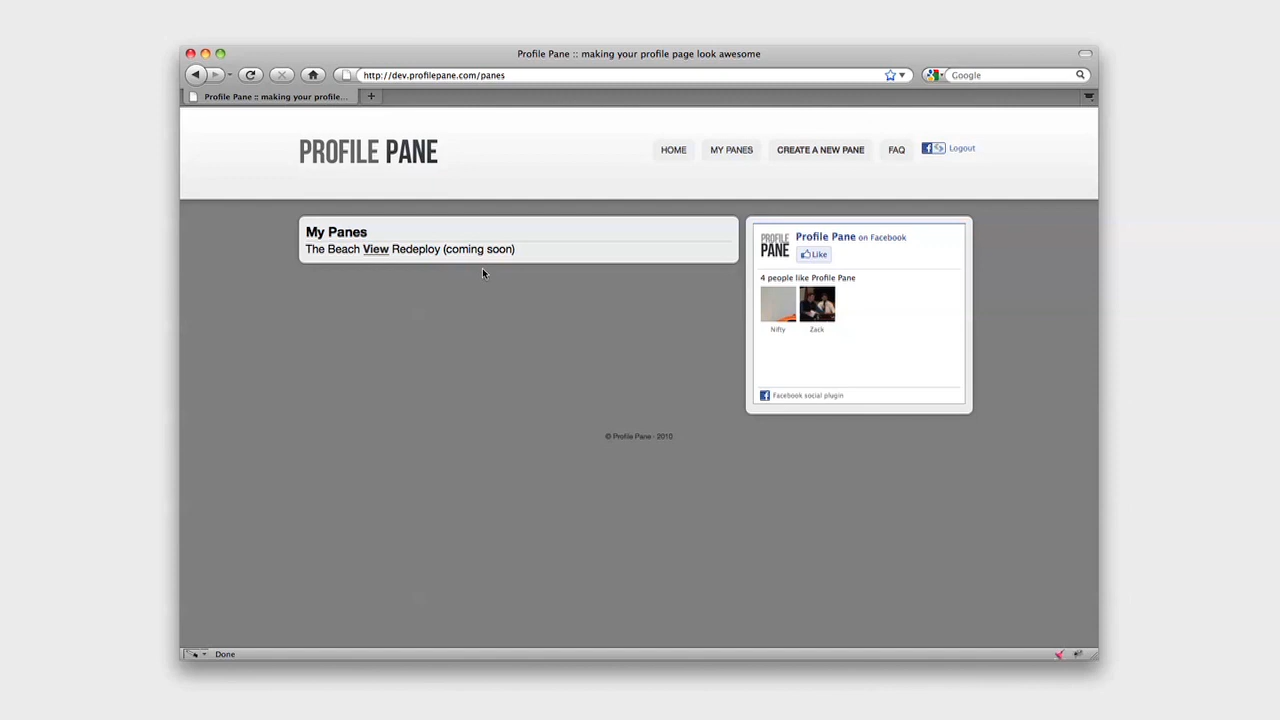 Profile Pane :: making your profile page look awesome
http://dev.profilepane.com/panes
Google
Profile Pane :: making your profile...
PROFILE PANE
HOME
MY PANES
CREATE A NEW PANE
FAQ
Logout
My Panes
The Beach View Redeploy (coming soon)
PROFILE
PANE
Profile Pane on Facebook
Like
4 people like Profile Pane
Nifty
Zack
Facebook social plugin
© Profile Pane - 2010
Done